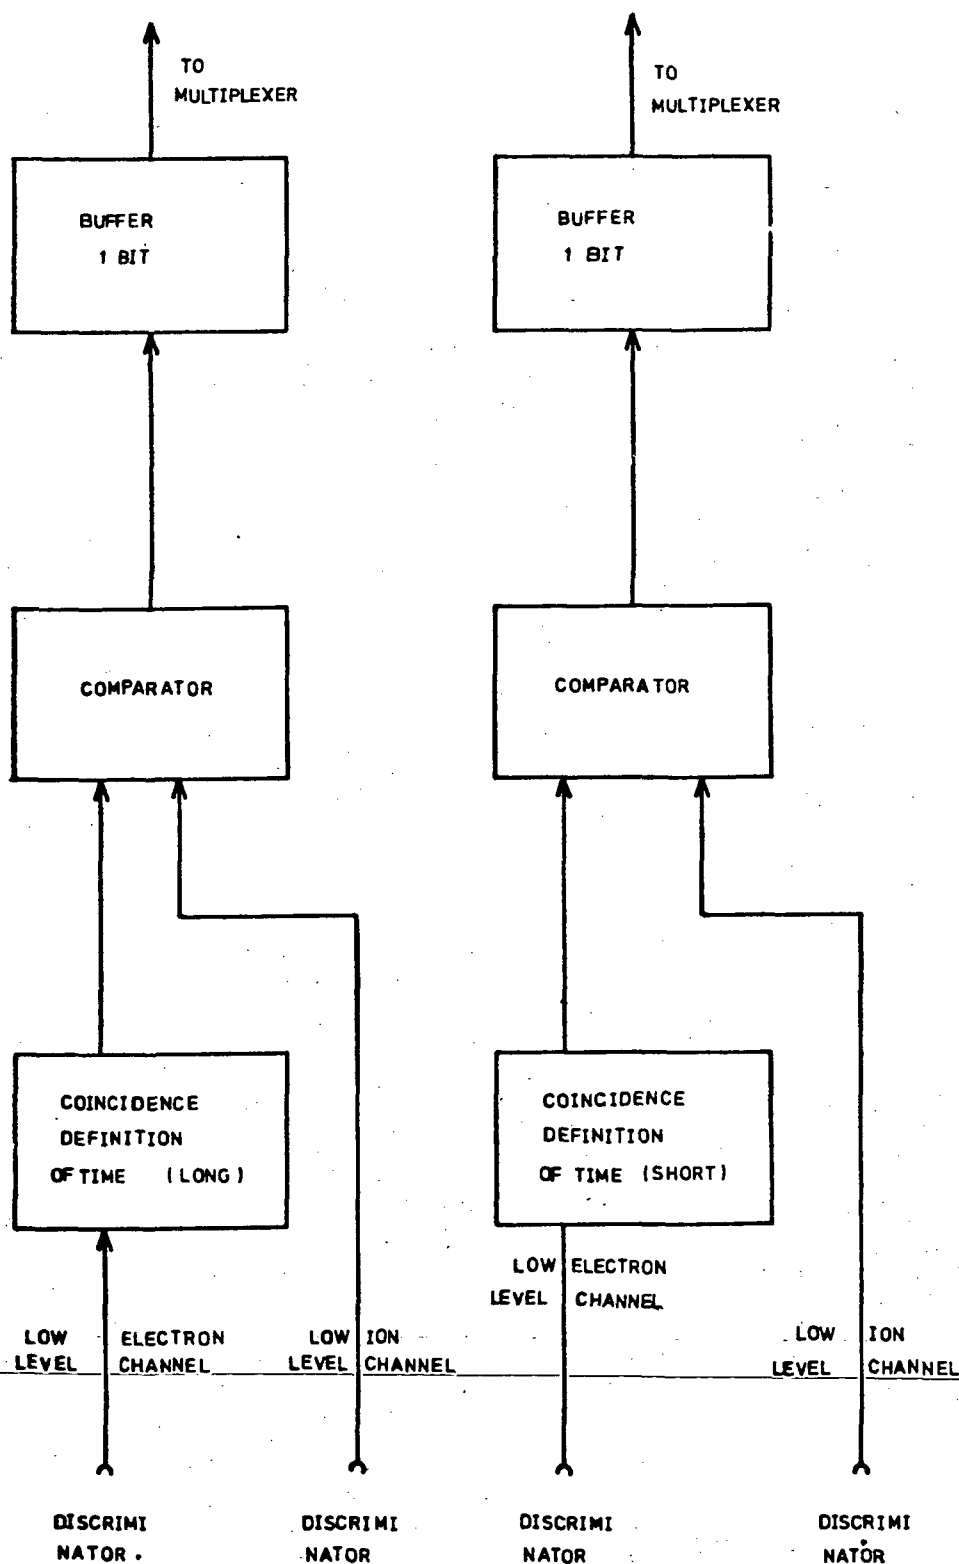 TO
MULTIPLEXER
BUFFER
1 BIT
COMPARATOR
COINCIDENCE
DEFINITION
OF TIME (LONG)
LOW ELECTRON
LEVEL CHANNEL
LOW ION
LEVEL CHANNEL
DISCRIMI
NATOR.
DISCRIMI
NATOR
TO
MULTIPLEXER
BUFFER
1 BIT
COMPARATOR
COINCIDENCE
DEFINITION
OF TIME (SHORT)
LOW ELECTRON
LEVEL CHANNEL
LOW ION
LEVEL CHANNEL
DISCRIMI
NATOR
DISCRIMI
NATOR